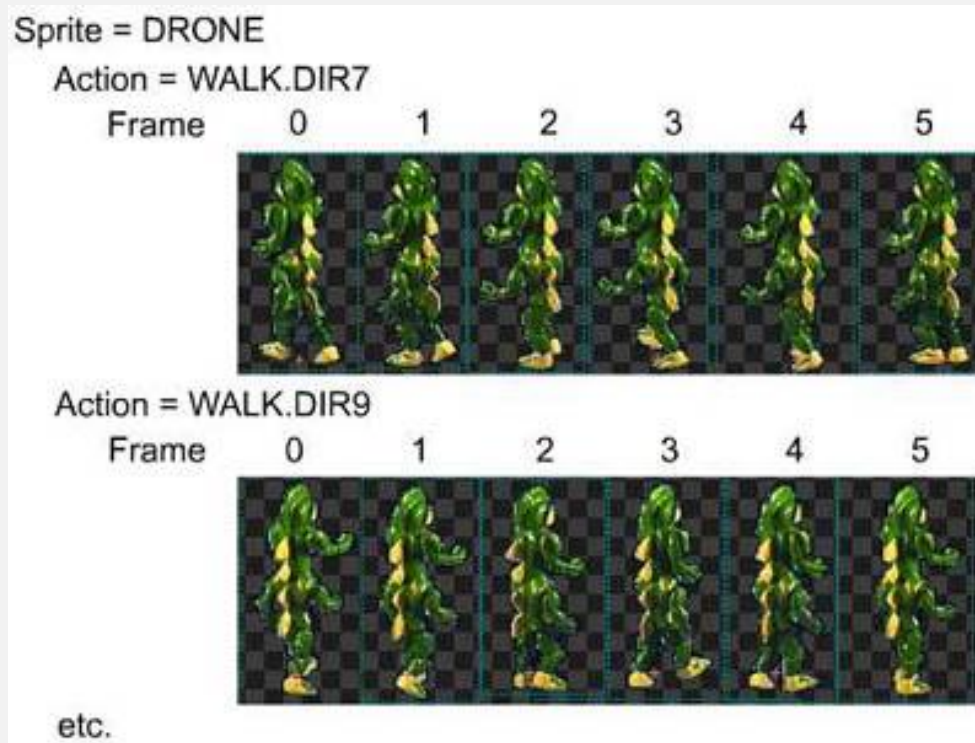 Sprite = DRONE
Action = WALK.DIR7
Frame 0 1 2 3 4 5
Action = WALK.DIR9
Frame 0 1 2 3 4 5
etc.